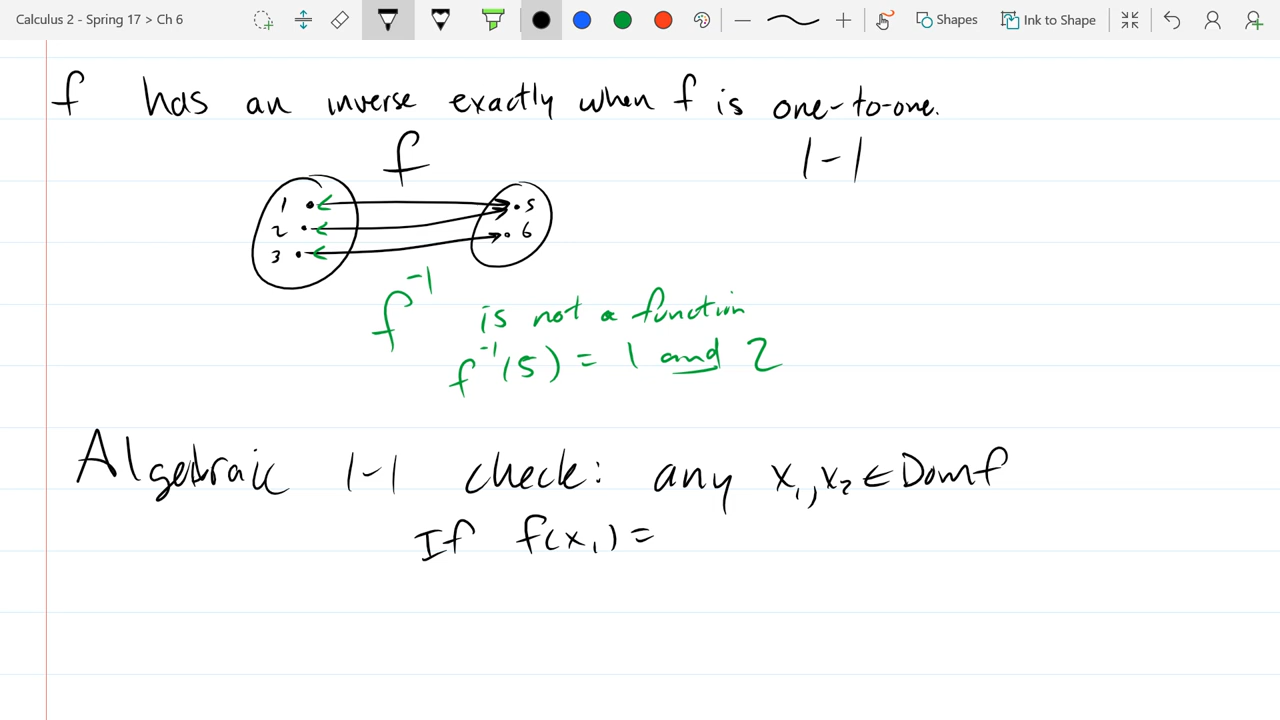 Calculus 2 - Spring 17 > Ch 6
Shapes
Ink to Shape
f has an inverse exactly when f is one-to-one.
1-1
f
1
2
3
5
6
f⁻¹ is not a function
f⁻¹(5) = 1 and 2
Algebraic 1-1 check: any x₁, x₂ ∈ Dom f
If f(x₁) =